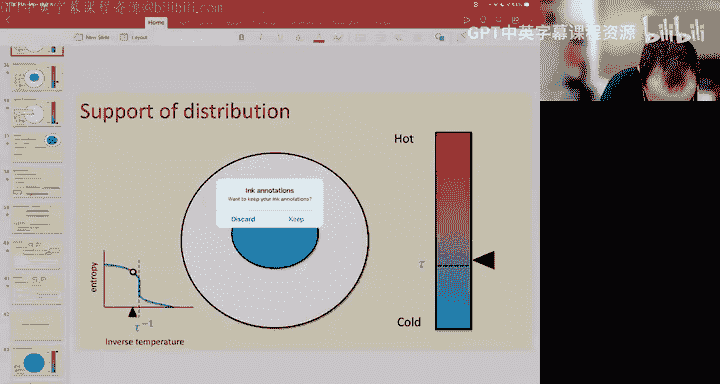 GPT中英字幕课程资源
bilibili
Home
New Slide
Layout
Support of distribution
Hot
Ink annotations
Want to keep your ink annotations?
Discard
Keep
entropy
τ
τ⁻¹
Cold
Inverse temperature